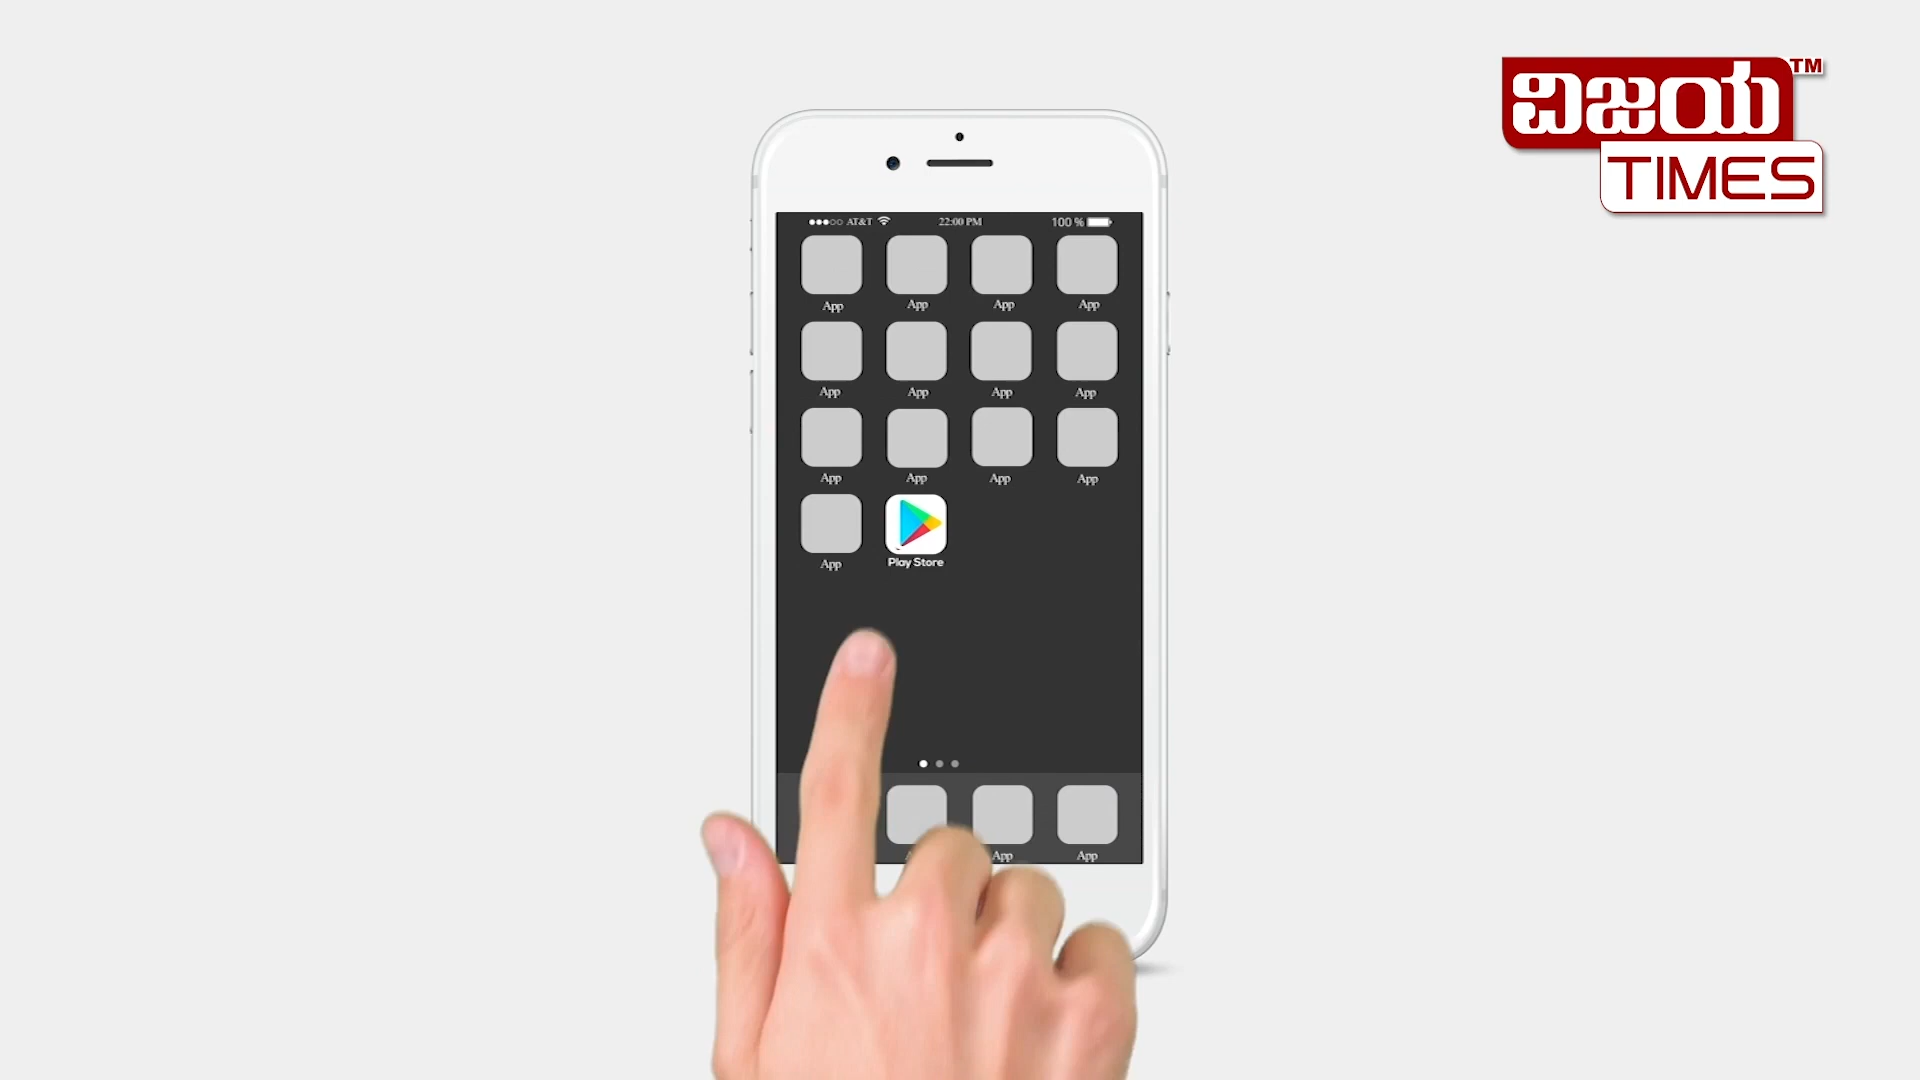 ವಿಜಯ TM
TIMES
AT&T 22:00 PM 100 %
App App App App
App App App App
App App App App
App Play Store
App App